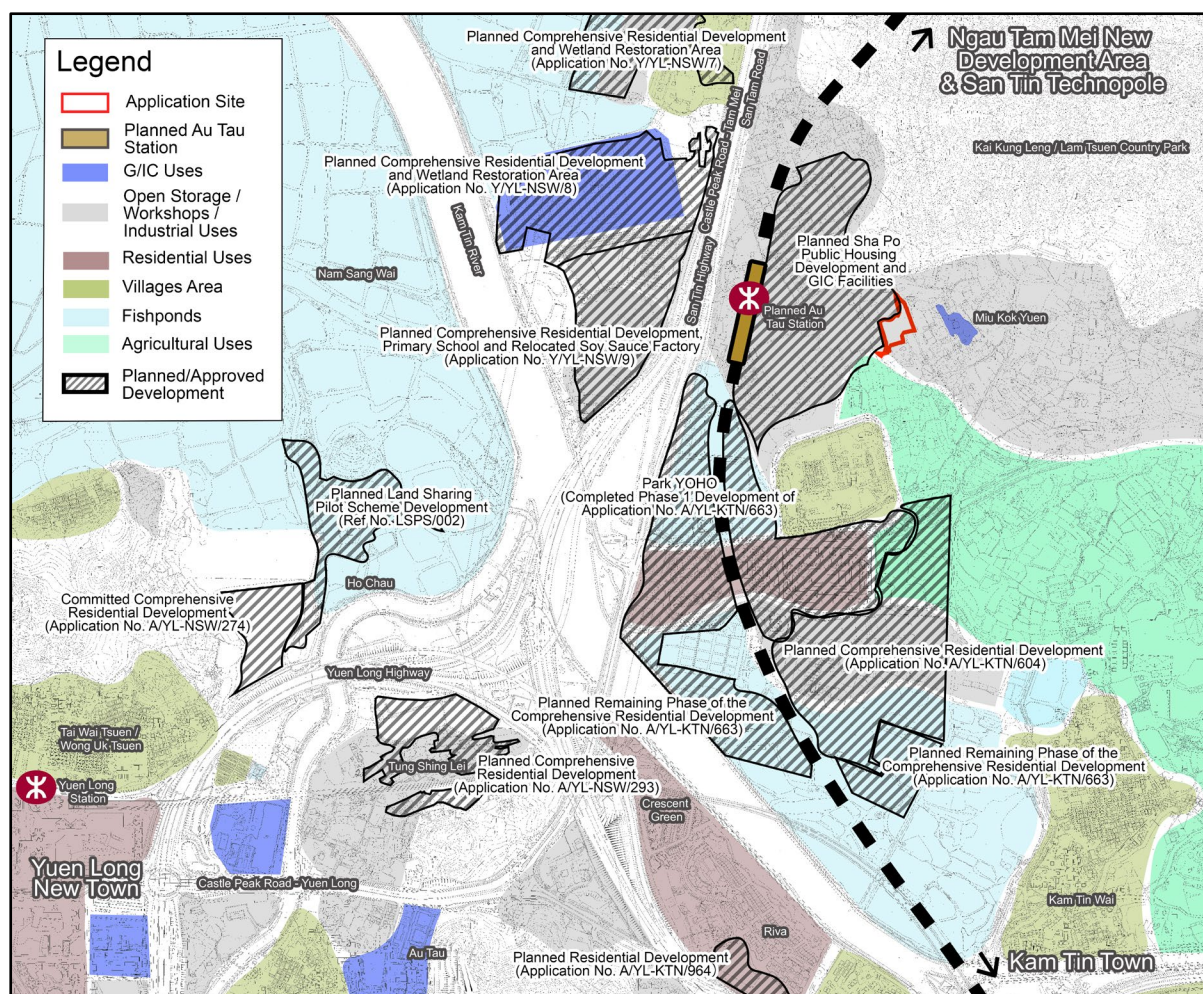 Legend
Application Site
Planned Au Tau
Station
G/IC Uses
Open Storage /
Workshops /
Industrial Uses
Residential Uses
Villages Area
Fishponds
Agricultural Uses
Planned/Approved
Development
Planned Comprehensive Residential Development
and Wetland Restoration Area
(Application No. Y/YL-NSW/7)
Ngau Tam Mei New
Development Area
& San Tin Technopole
Kai Kung Leng / Lam Tsuen Country Park
San Tam Road
Castle Peak Road - Tam Mei
San Tin Highway
Planned Comprehensive Residential Development
and Wetland Restoration Area
(Application No. Y/YL-NSW/8)
Kam Tin River
Nam Sang Wai
Planned Sha Po
Public Housing
Development and
GIC Facilities
Planned Au
Tau Station
Miu Kok Yuen
Planned Comprehensive Residential Development,
Primary School and Relocated Soy Sauce Factory
(Application No. Y/YL-NSW/9)
Park YOHO
(Completed Phase 1 Development of
Application No. A/YL-KTN/663)
Planned Land Sharing
Pilot Scheme Development
(Ref No. LSPS/002)
Ho Chau
Committed Comprehensive
Residential Development
(Application No. A/YL-NSW/274)
Yuen Long Highway
Planned Comprehensive Residential Development
(Application No. A/YL-KTN/604)
Planned Remaining Phase of the
Comprehensive Residential Development
(Application No. A/YL-KTN/663)
Tai Wai Tsuen /
Wong Uk Tsuen
Tung Shing Lei
Planned Comprehensive
Residential Development
(Application No. A/YL-NSW/293)
Planned Remaining Phase of the
Comprehensive Residential Development
(Application No. A/YL-KTN/663)
Yuen Long
Station
Crescent
Green
Yuen Long
New Town
Castle Peak Road - Yuen Long
Kam Tin Wai
Au Tau
Riva
Planned Residential Development
(Application No. A/YL-KTN/964)
Kam Tin Town